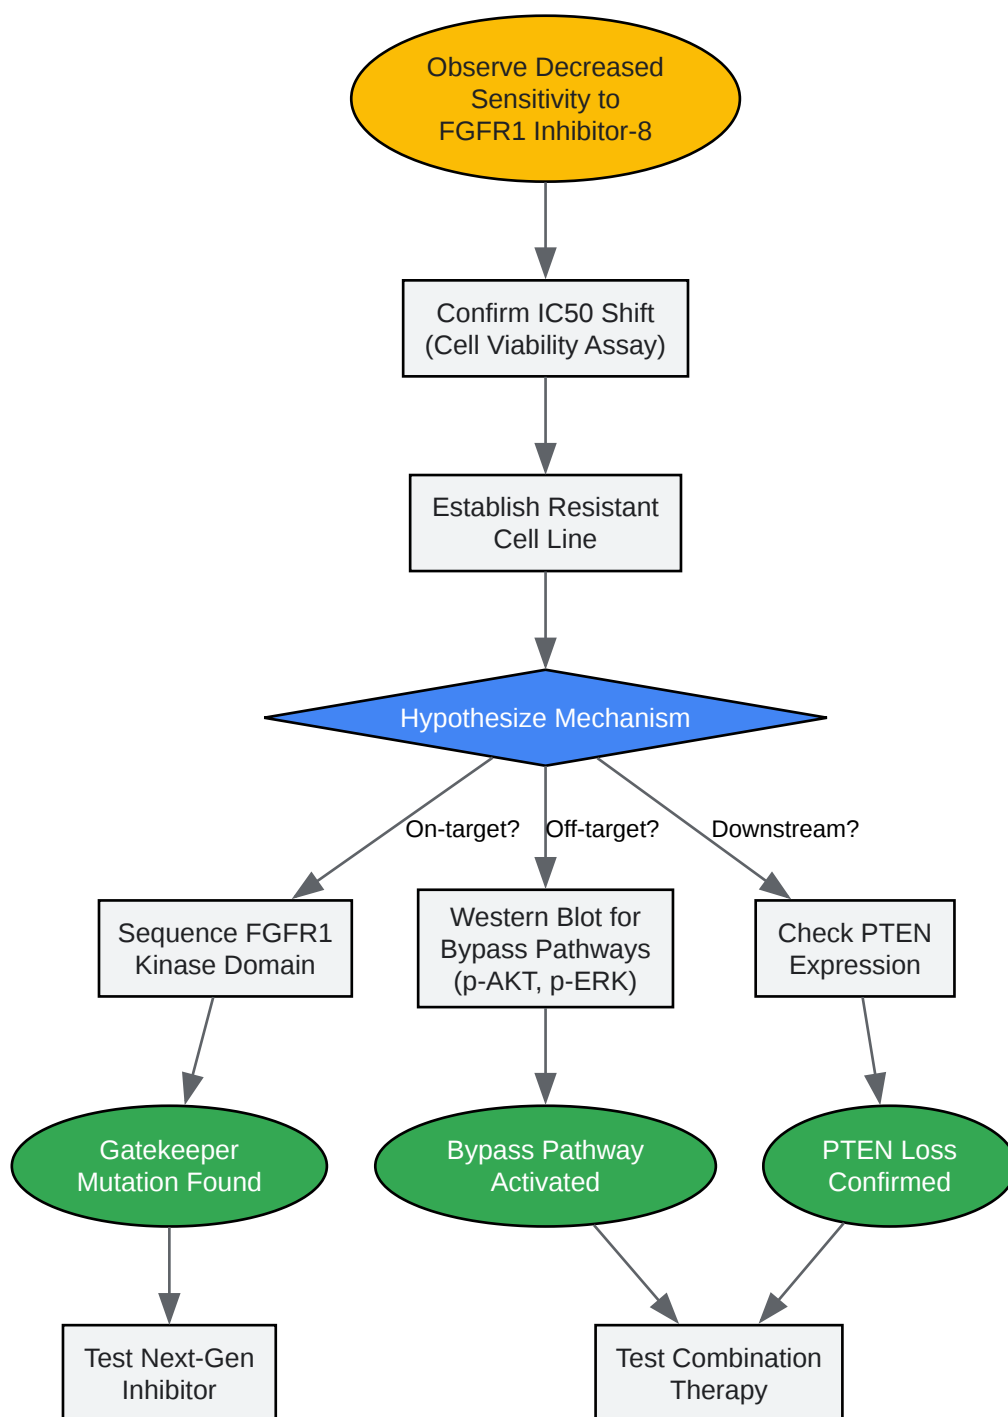 Observe Decreased
Sensitivity to
FGFR1 Inhibitor-8
Confirm IC50 Shift
(Cell Viability Assay)
Establish Resistant
Cell Line
Hypothesize Mechanism
On-target?
Off-target?
Downstream?
Sequence FGFR1
Kinase Domain
Western Blot for
Bypass Pathways
(p-AKT, p-ERK)
Check PTEN
Expression
Gatekeeper
Mutation Found
Bypass Pathway
Activated
PTEN Loss
Confirmed
Test Next-Gen
Inhibitor
Test Combination
Therapy